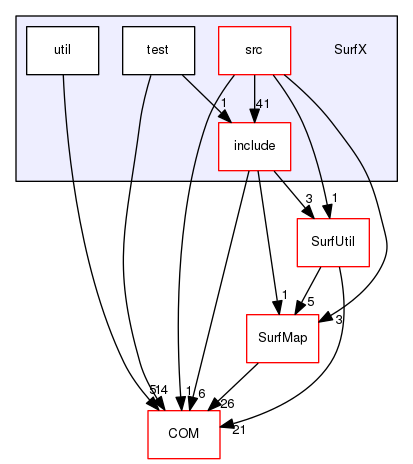 util
test
src
SurfX
1
41
include
3
1
SurfUtil
1
5
3
SurfMap
5
14
1
6
26
21
COM